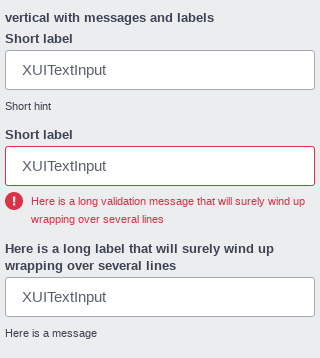 vertical with messages and labels
Short label
XUITextInput
Short hint
Short label
XUITextInput
Here is a long validation message that will surely wind up
wrapping over several lines
Here is a long label that will surely wind up
wrapping over several lines
XUITextInput
Here is a message